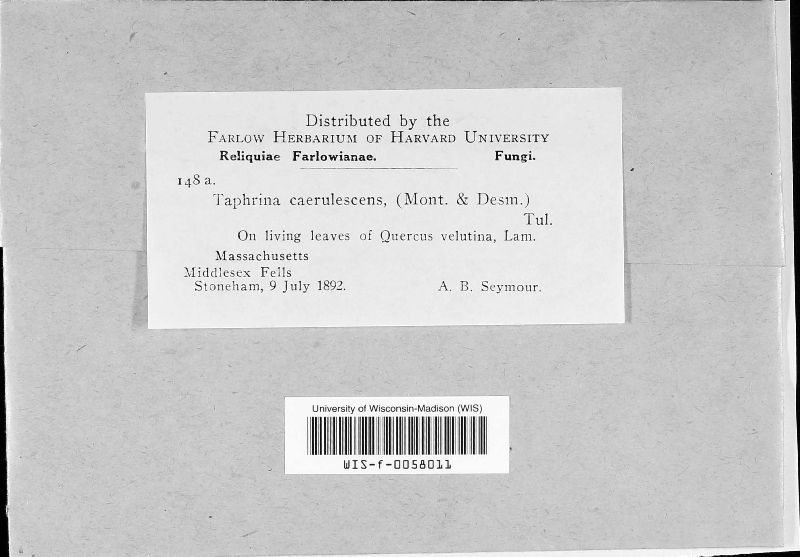 Distributed by the
FARLOW HERBARIUM OF HARVARD UNIVERSITY
Reliquiae Farlowianae. Fungi.
148 a.
Taphrina caerulescens, (Mont. & Desm.)
Tul.
On living leaves of Quercus velutina, Lam.
Massachusetts
Middlesex Fells
Stoneham, 9 July 1892. A. B. Seymour.
University of Wisconsin-Madison (WIS)
WIS-f-0058011